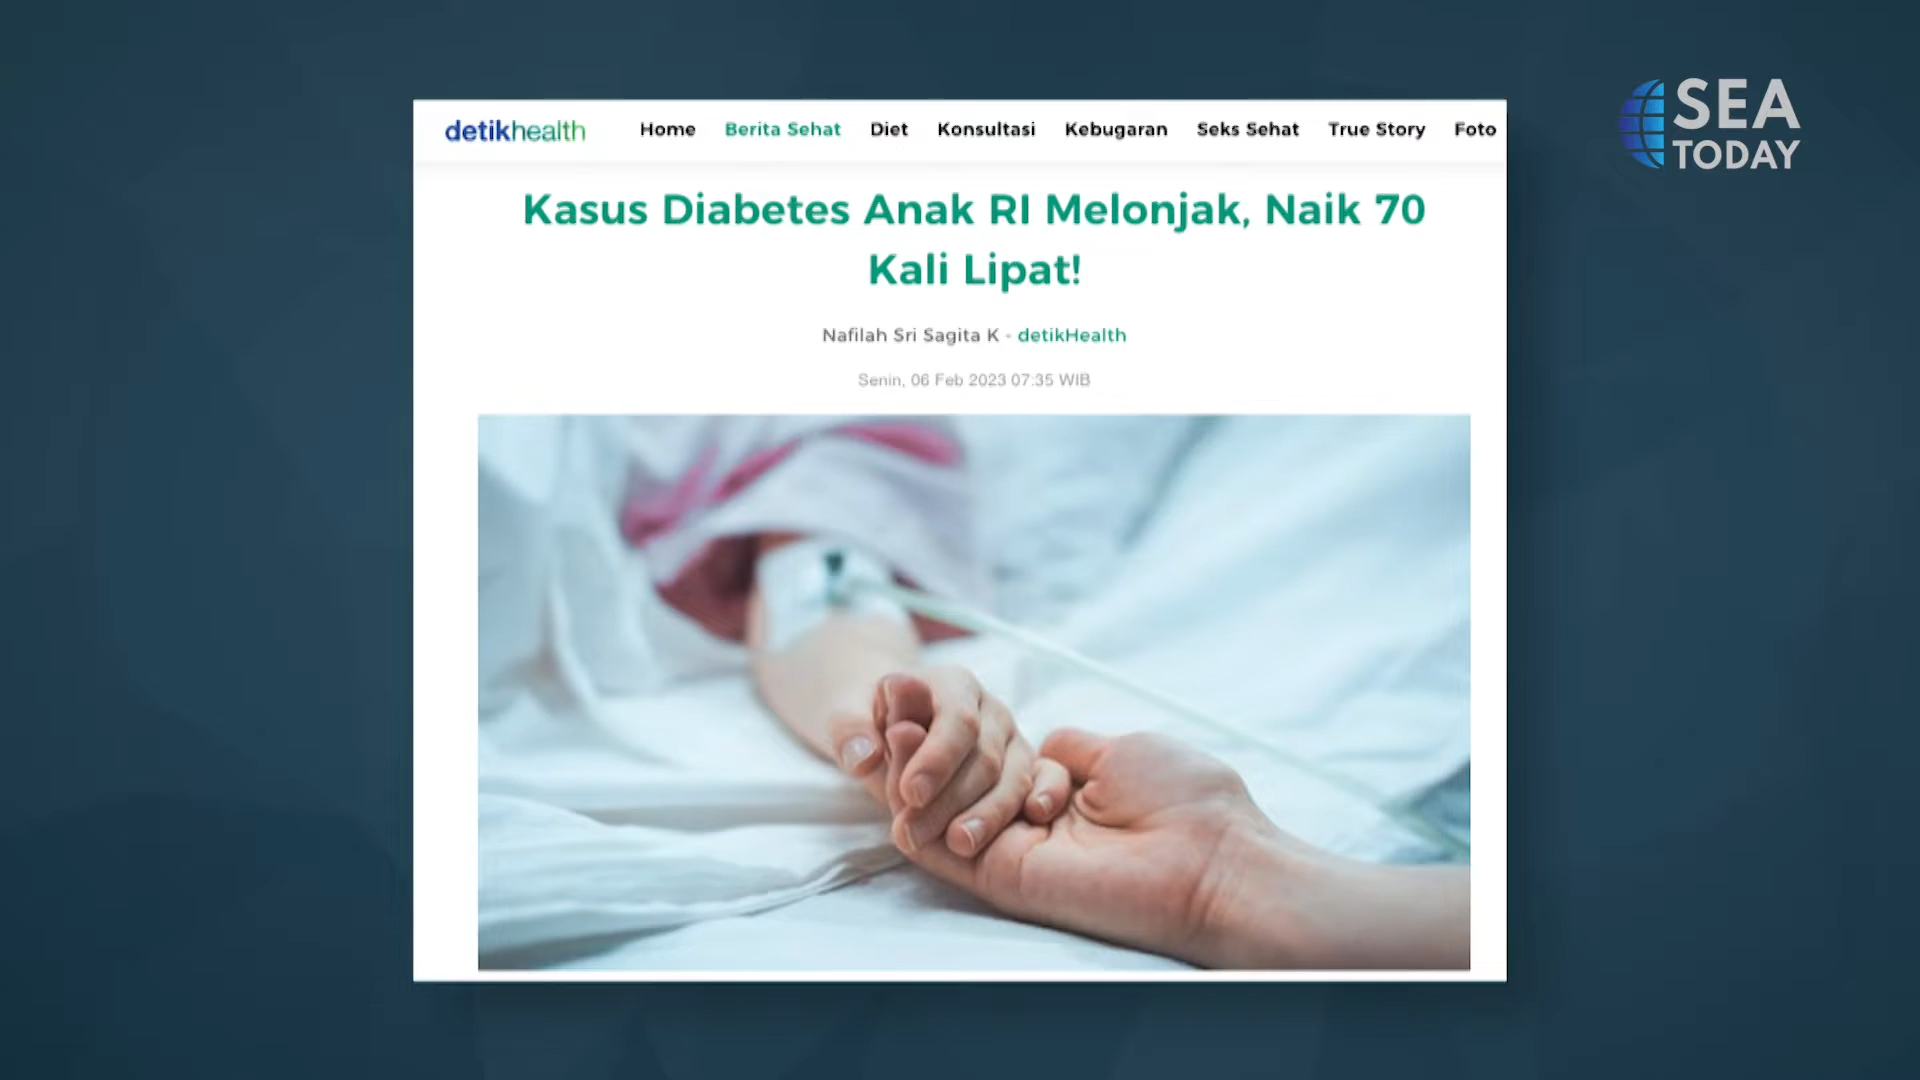 SEA
TODAY
detikhealth Home Berita Sehat Diet Konsultasi Kebugaran Seks Sehat True Story Foto
Kasus Diabetes Anak RI Melonjak, Naik 70
Kali Lipat!
Nafilah Sri Sagita K - detikHealth
Senin, 06 Feb 2023 07:35 WIB